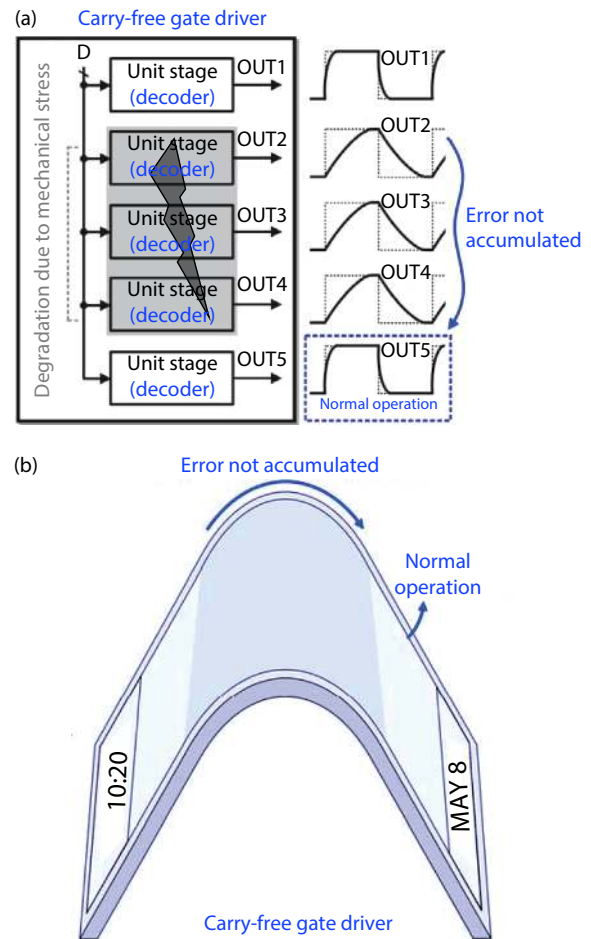 (a)
Carry-free gate driver
Degradation due to mechanical stress
D
Unit stage
(decoder)
OUT1
OUT1
Unit stage
(decoder)
OUT2
OUT2
Unit stage
(decoder)
OUT3
OUT3
Error not
accumulated
Unit stage
(decoder)
OUT4
OUT4
Unit stage
(decoder)
OUT5
OUT5
Normal operation
(b)
Error not accumulated
Normal
operation
10:20
MAY 8
Carry-free gate driver